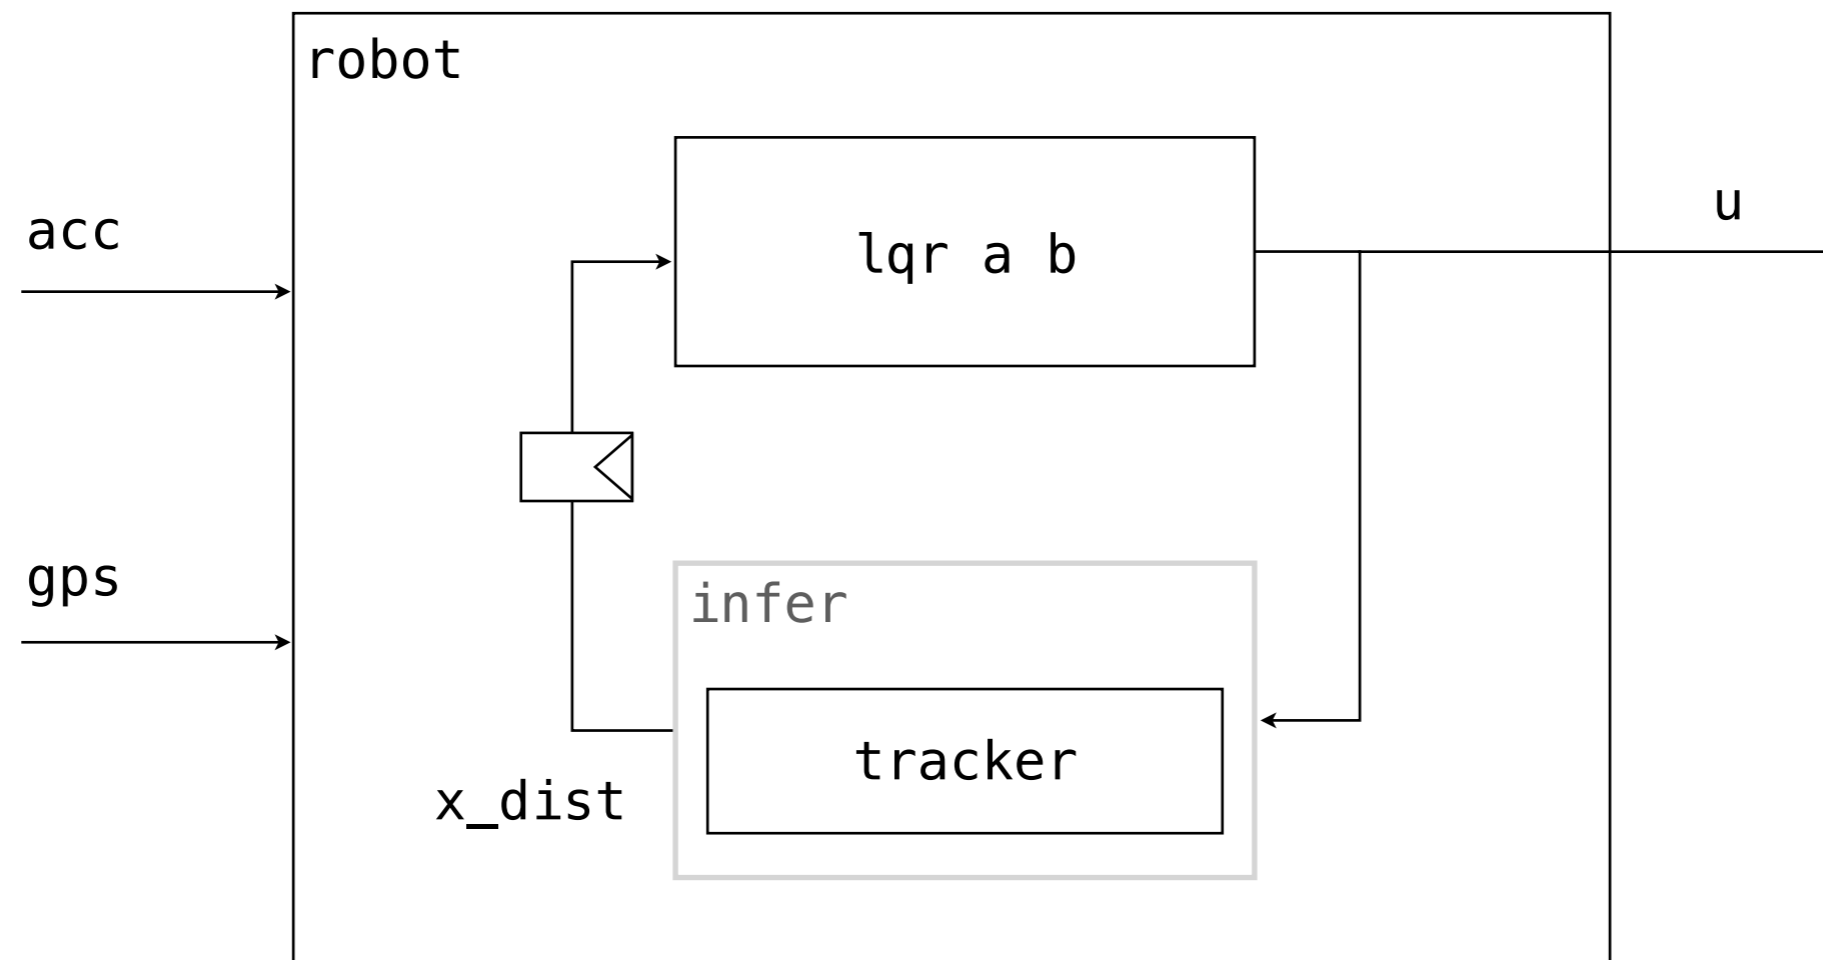 robot
acc
lqr a b
u
gps
infer
tracker
x_dist